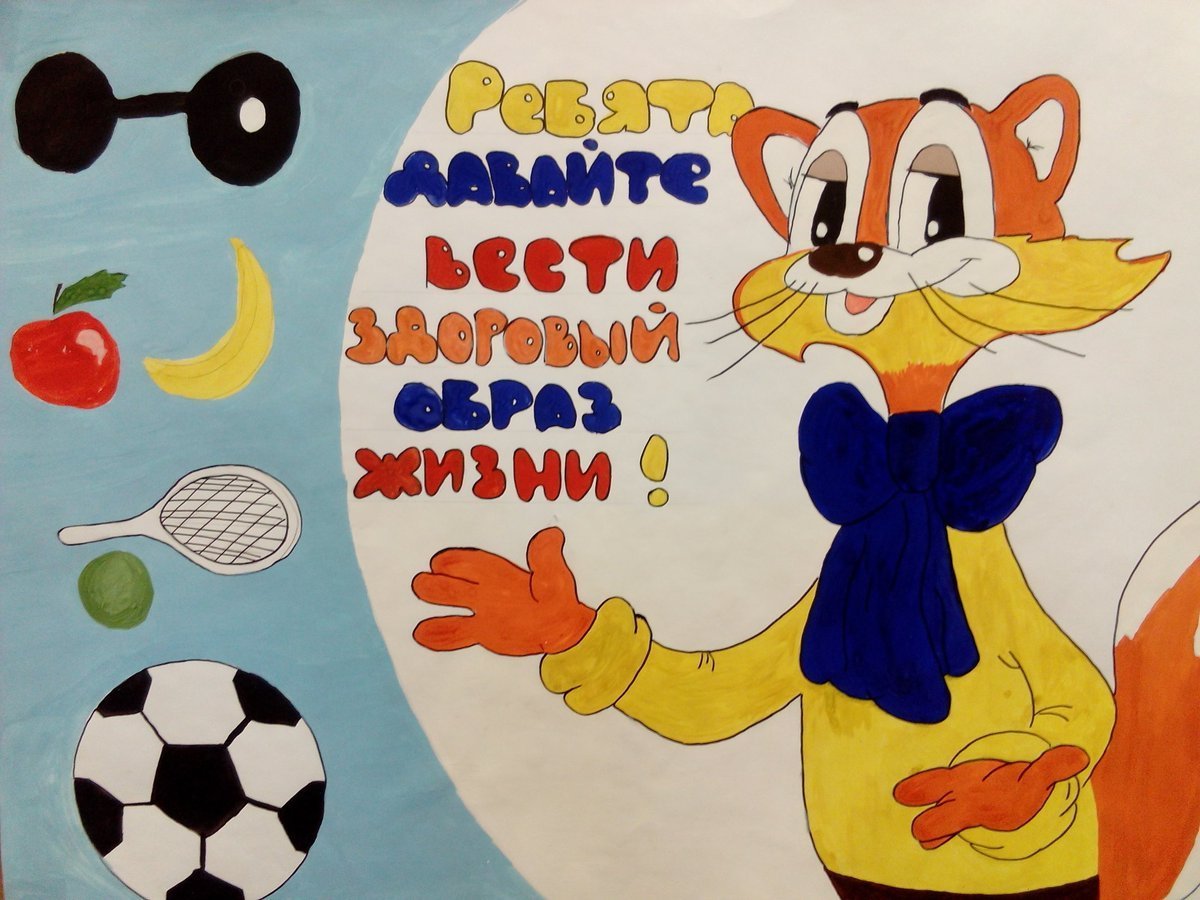 Ребята
давайте
вести
здоровый
образ
жизни!